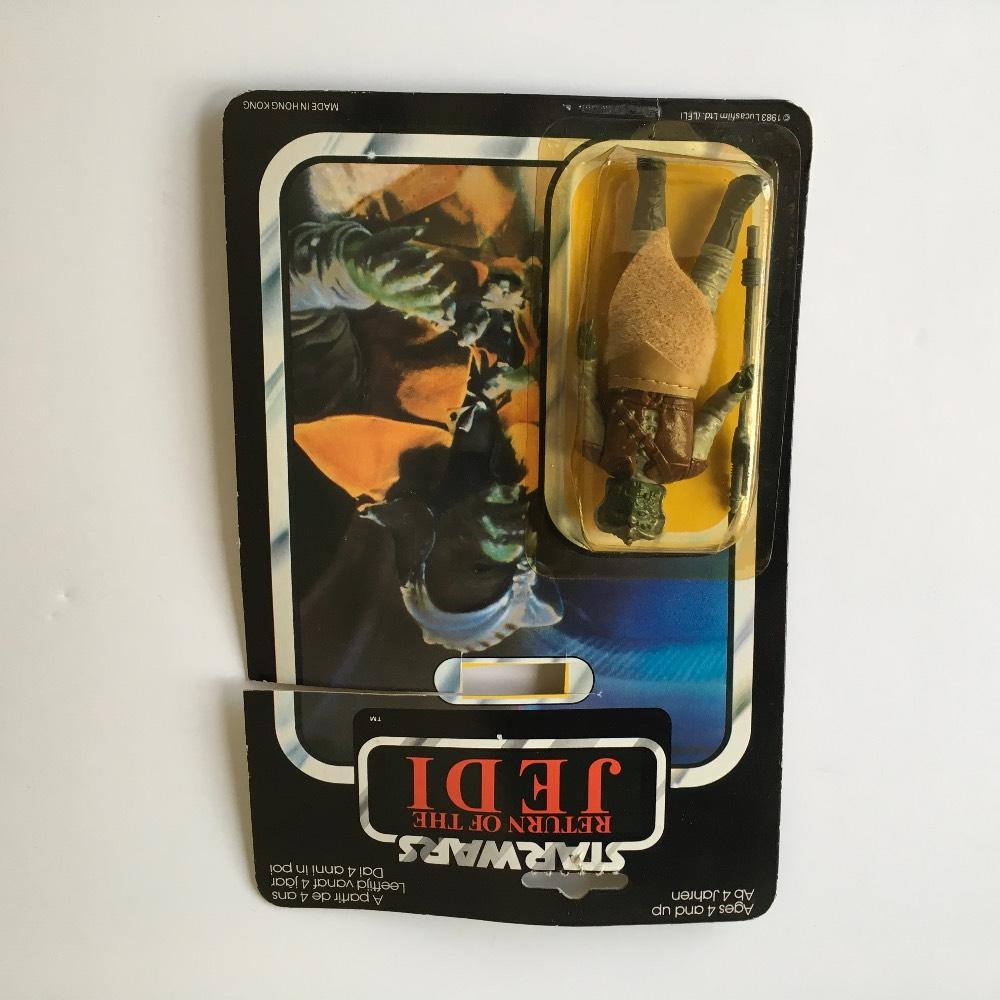 Ages 4 and up
Ab 4 Jahren
A partir de 4 ans
Leeftijd vanaf 4 jaar
Dai 4 anni in poi
STAR WARS
RETURN OF THE
JEDI
TM
© 1983 Lucasfilm Ltd. (LFL)
MADE IN HONG KONG